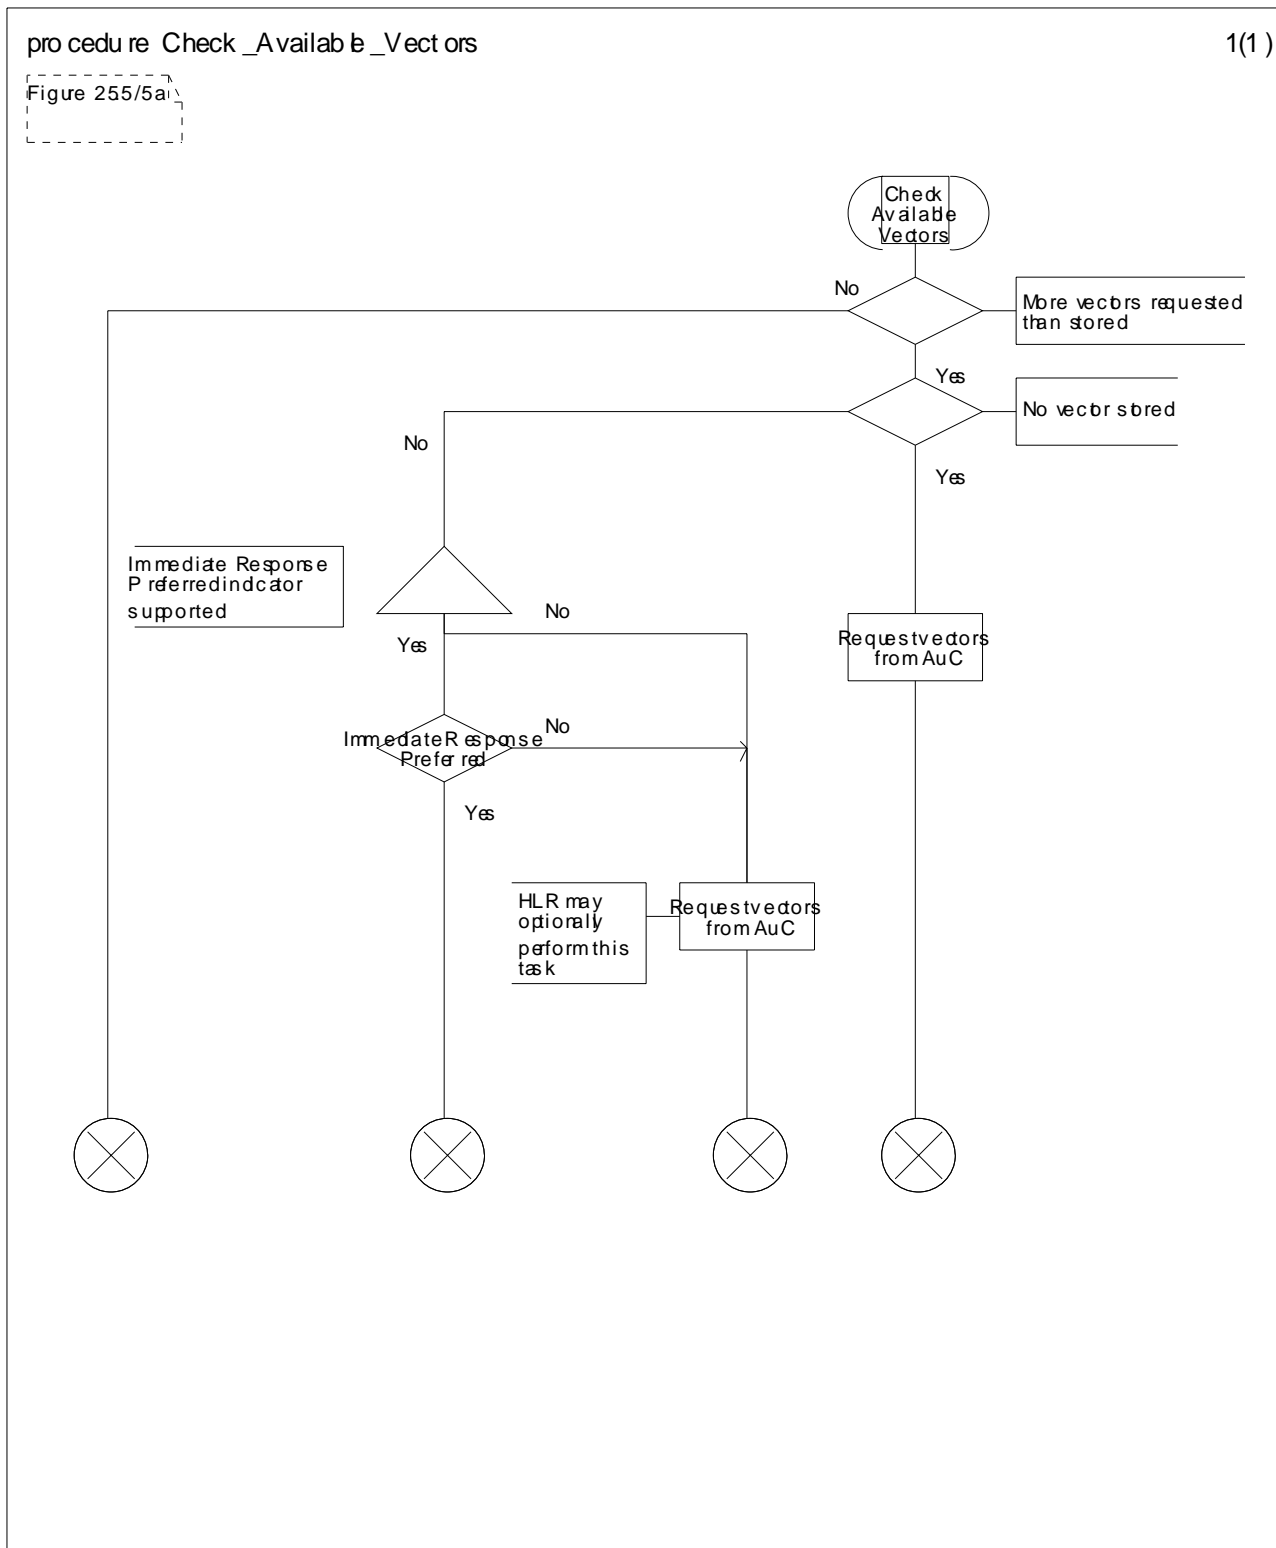 procedure Check_Available_Vectors
1(1)
Figure 25.5/5a
Check
Available
Vectors
No
More vectors requested
than stored
Yes
No vector stored
No
Yes
Immediate Response
Preferred indicator
supported
No
Yes
Request vectors
from AuC
No
Immediate Response
Preferred
Yes
HLR may
optionally
perform this
task
Request vectors
from AuC